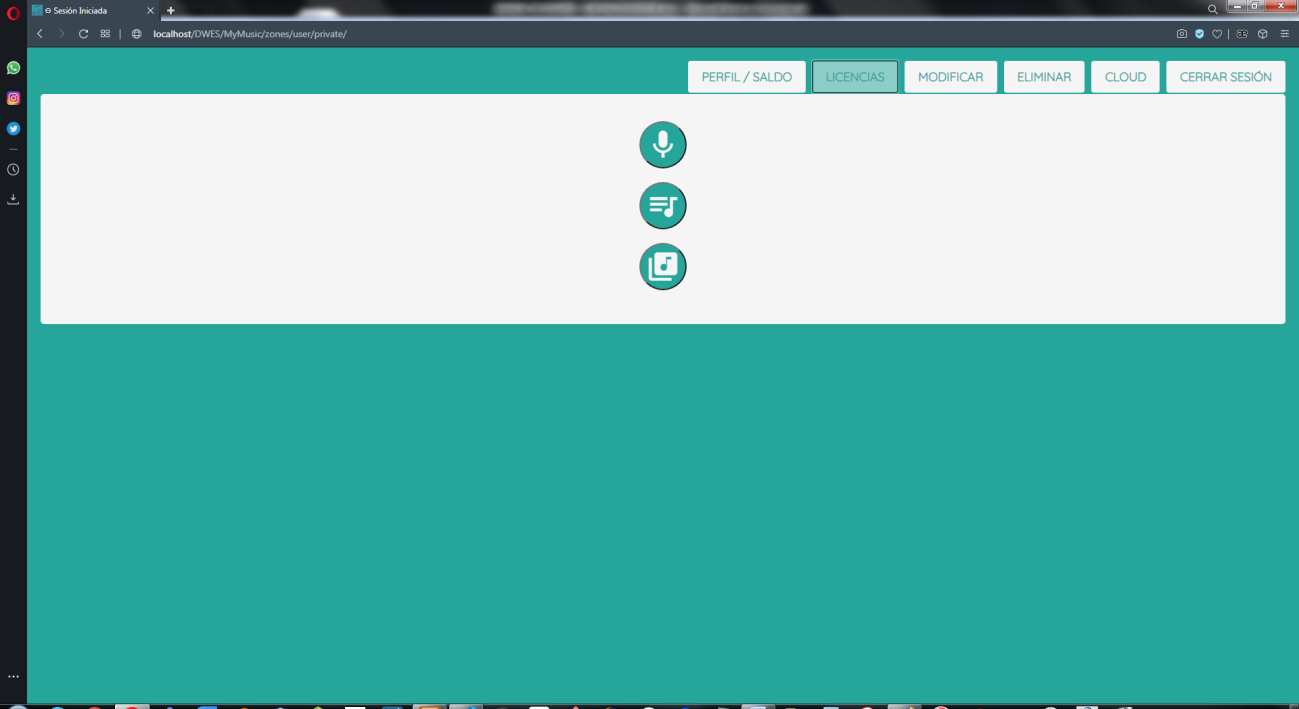 Sesión Iniciada
localhost/DWES/MyMusic/zones/user/private/
PERFIL / SALDO LICENCIAS MODIFICAR ELIMINAR CLOUD CERRAR SESIÓN